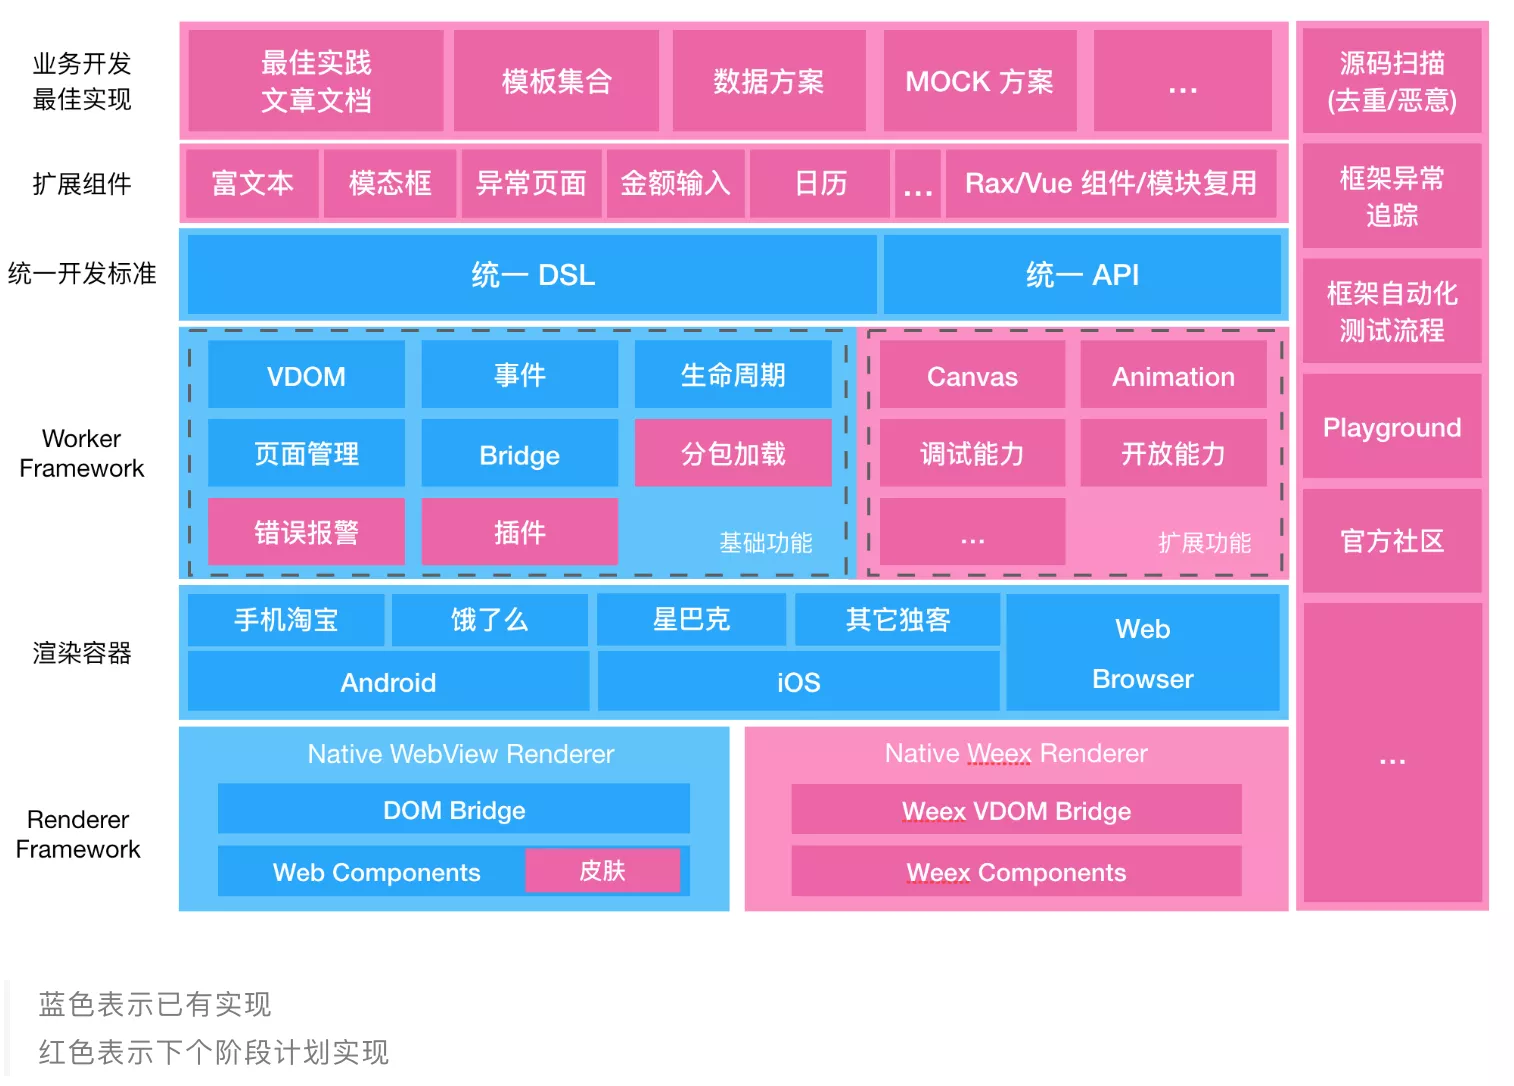 业务开发
最佳实现
最佳实践
文章文档
模板集合
数据方案
MOCK 方案
...
扩展组件
富文本
模态框
异常页面
金额输入
日历
...
Rax/Vue 组件/模块复用
统一开发标准
统一 DSL
统一 API
Worker
Framework
VDOM
事件
生命周期
页面管理
Bridge
分包加载
错误报警
插件
基础功能
Canvas
Animation
调试能力
开放能力
...
扩展功能
渲染容器
手机淘宝
饿了么
星巴克
其它独客
Android
iOS
Web
Browser
Renderer
Framework
Native WebView Renderer
DOM Bridge
Web Components
皮肤
Native Weex Renderer
Weex VDOM Bridge
Weex Components
源码扫描
(去重/恶意)
框架异常
追踪
框架自动化
测试流程
Playground
官方社区
...
蓝色表示已有实现
红色表示下个阶段计划实现